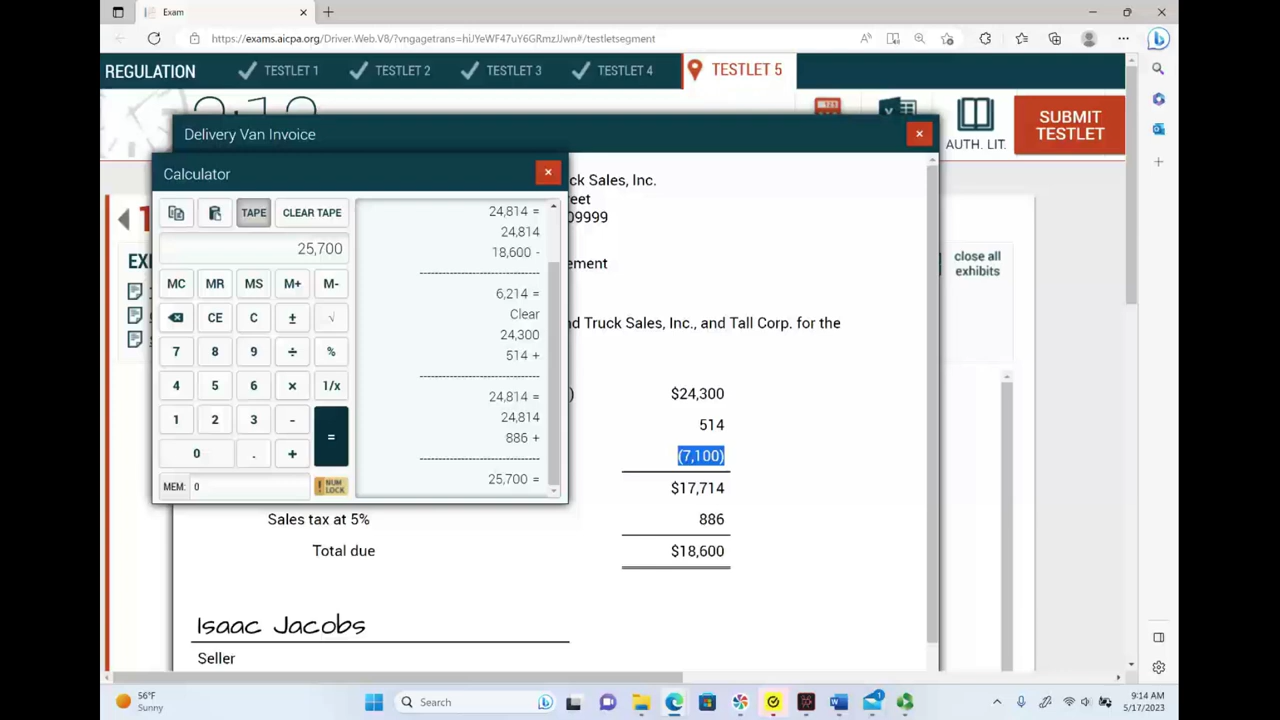 Exam
https://exams.aicpa.org/Driver.Web.V8/?vngagetrans=hUYeWF47uY6GRmzJJwn#/testletsegment
REGULATION
TESTLET 1
TESTLET 2
TESTLET 3
TESTLET 4
TESTLET 5
AUTH. LIT.
SUBMIT
TESTLET
Delivery Van Invoice
Calculator
ck Sales, Inc.
eet
09999
ement
nd Truck Sales, Inc., and Tall Corp. for the
EX
close all
exhibits
TAPE
CLEAR TAPE
25,700
MC MR MS M+ M-
CE C ± √
7 8 9 ÷ %
4 5 6 × 1/x
1 2 3 - =
0 . +
MEM: 0
NUM
LOCK
24,814 =
24,814
18,600 -
6,214 =
Clear
24,300
514 +
24,814 =
24,814
886 +
25,700 =
) $24,300
514
(7,100)
$17,714
Sales tax at 5% 886
Total due $18,600
Isaac Jacobs
Seller
56°F
Sunny
Search
9:14 AM
5/17/2023